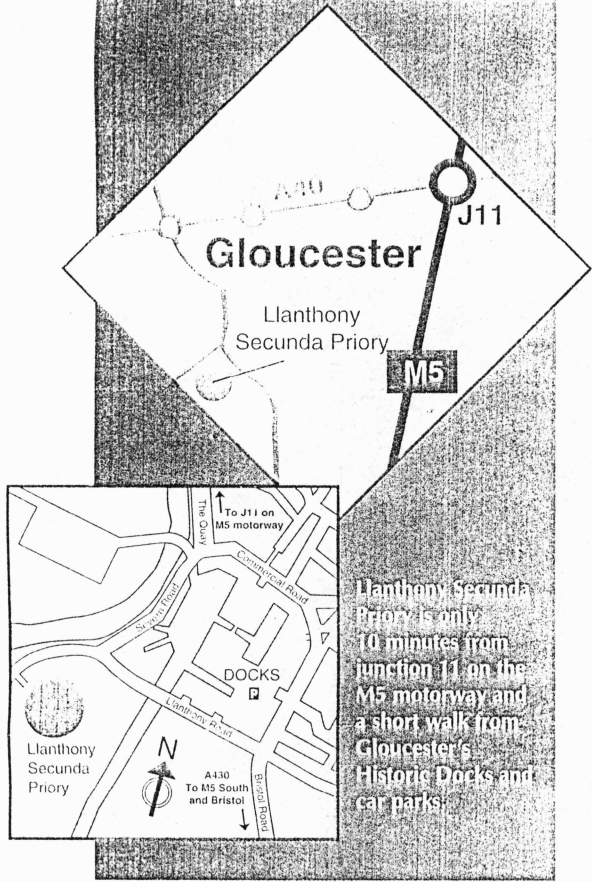 A40
J11
Gloucester
Llanthony
Secunda Priory
M5
The Quay
To J11 on
M5 motorway
Commercial Road
Severn Road
DOCKS
P
Llanthony Road
Llanthony
Secunda
Priory
N
A430
To M5 South
and Bristol
Bristol Road
Llanthony Secunda
Priory is only
10 minutes from
junction 11 on the
M5 motorway and
a short walk from
Gloucester's
Historic Docks and
car parks.